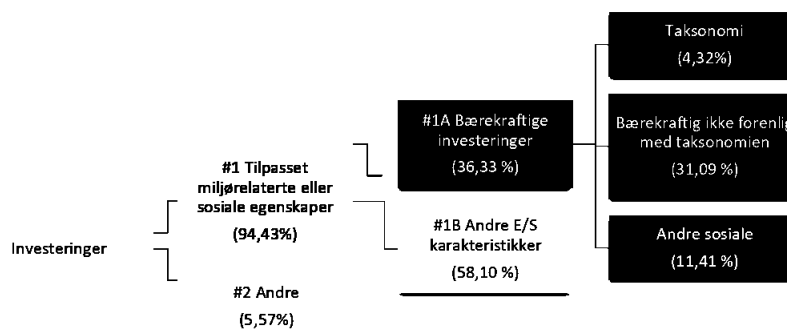 Investeringer
#1 Tilpasset
miljørelaterte eller
sosiale egenskaper
(94,43%)
#2 Andre
(5,57%)
#1A Bærekraftige
investeringer
(36,33 %)
#1B Andre E/S
karakteristikker
(58,10 %)
Taksonomi
(4,32%)
Bærekraftig ikke forenlig
med taksonomien
(31,09 %)
Andre sosiale
(11,41 %)